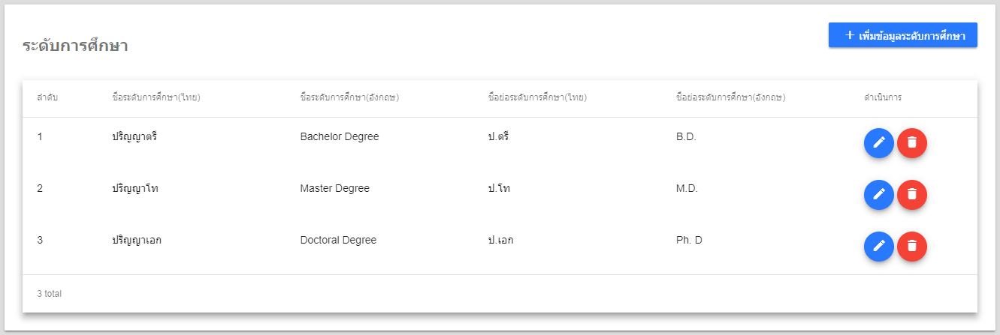 ระดับการศึกษา
+ เพิ่มข้อมูลระดับการศึกษา
ลำดับ ชื่อระดับการศึกษา(ไทย) ชื่อระดับการศึกษา(อังกฤษ) ชื่อย่อระดับการศึกษา(ไทย) ชื่อย่อระดับการศึกษา(อังกฤษ) ดำเนินการ
1 ปริญญาตรี Bachelor Degree ป.ตรี B.D.
2 ปริญญาโท Master Degree ป.โท M.D.
3 ปริญญาเอก Doctoral Degree ป.เอก Ph. D
3 total